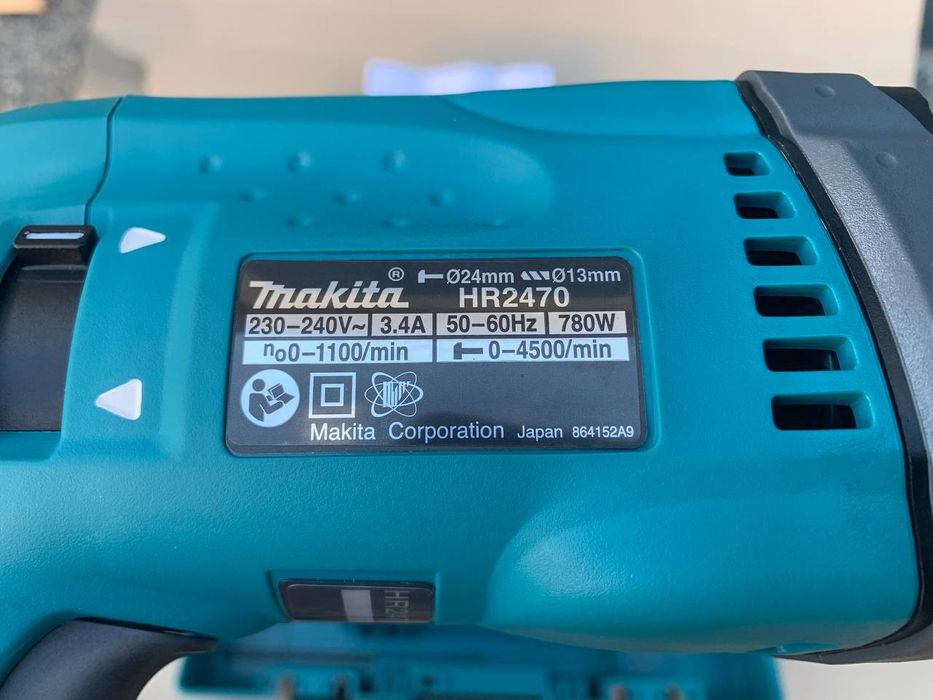 makita® Ø24mm Ø13mm
HR2470
230–240V~ 3.4A 50–60Hz 780W
n₀0–1100/min 0–4500/min
Makita Corporation Japan 864152A9
HR24